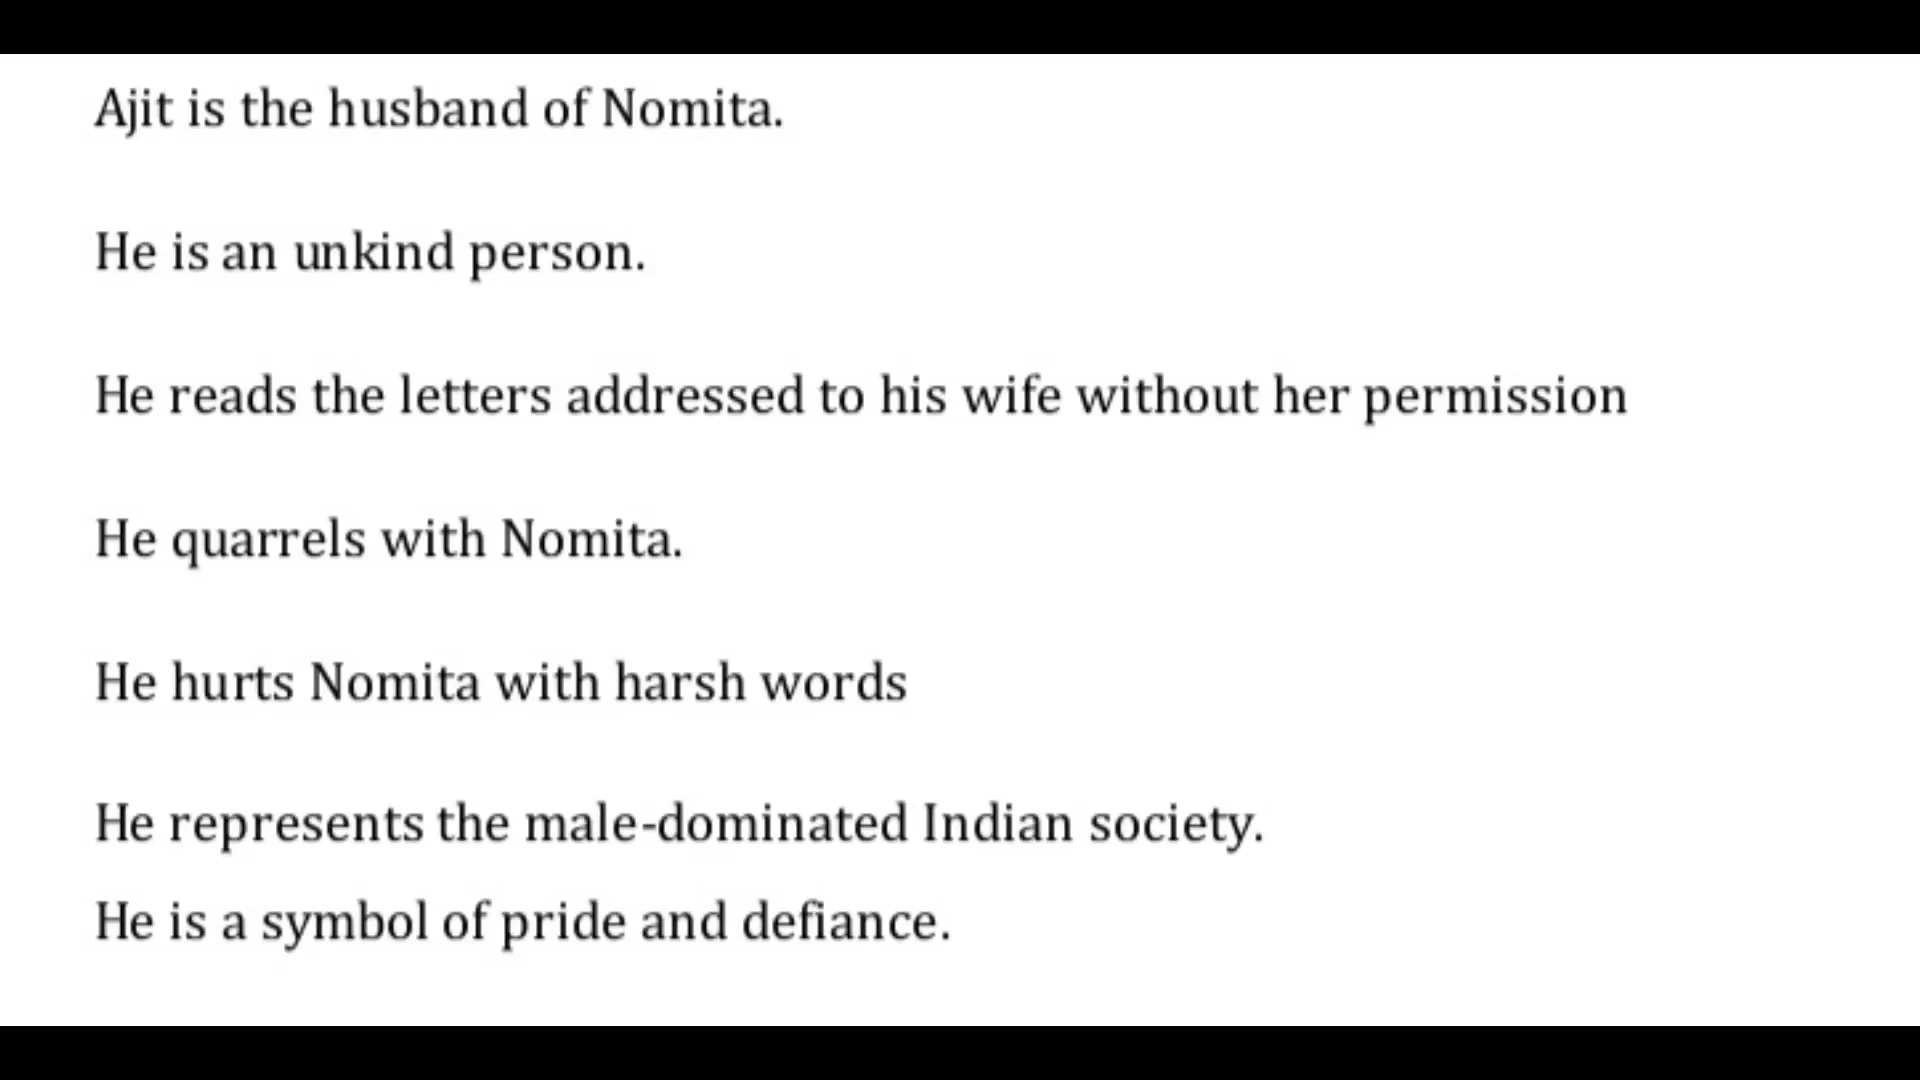 Ajit is the husband of Nomita.
He is an unkind person.
He reads the letters addressed to his wife without her permission
He quarrels with Nomita.
He hurts Nomita with harsh words
He represents the male-dominated Indian society.
He is a symbol of pride and defiance.